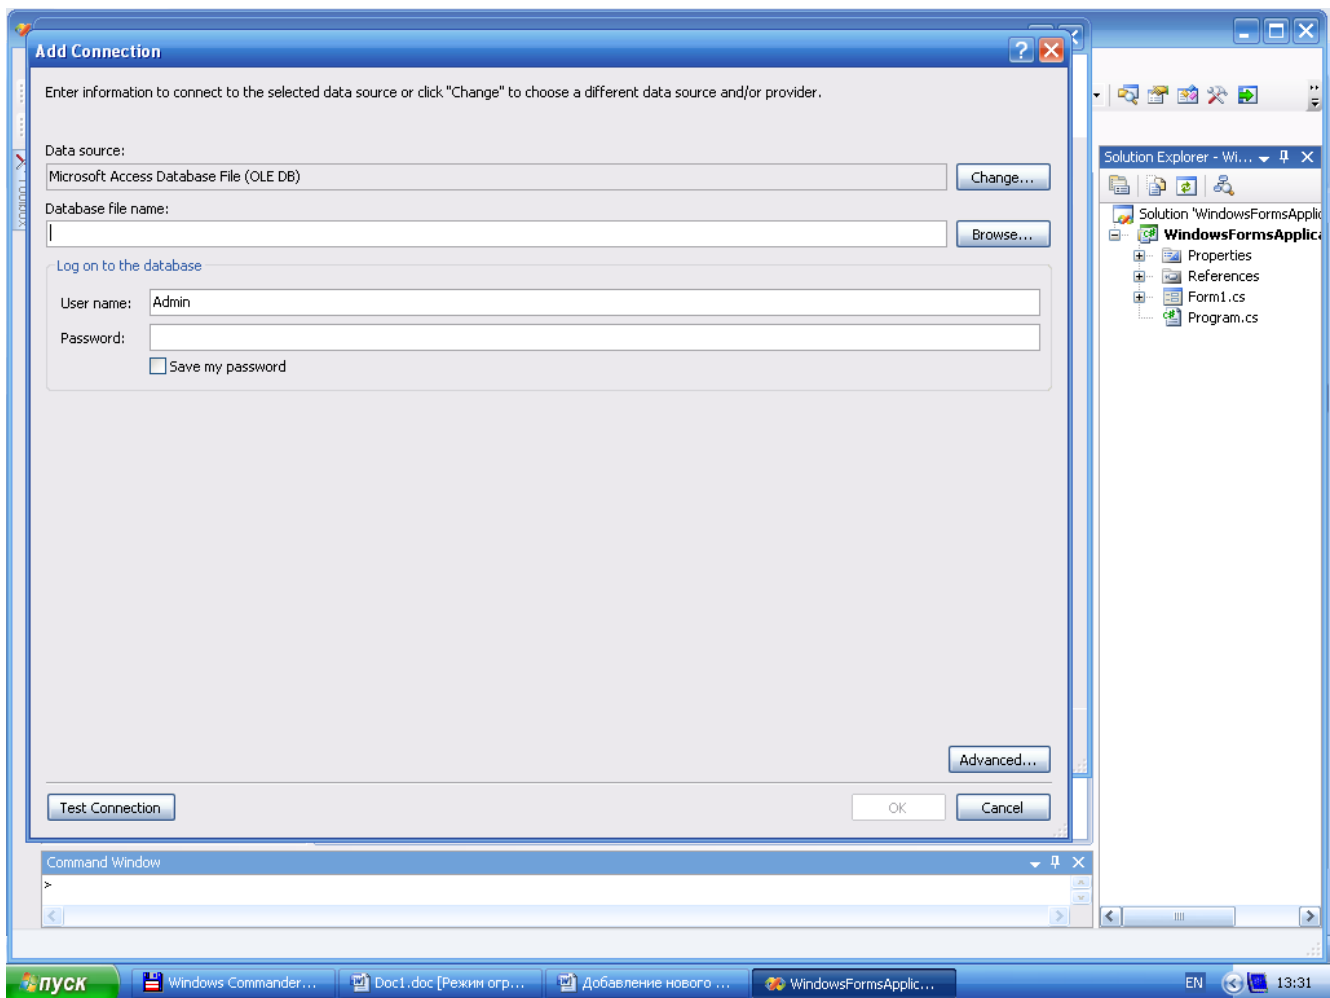 Add Connection
Enter information to connect to the selected data source or click "Change" to choose a different data source and/or provider.
Data source:
Microsoft Access Database File (OLE DB)
Change...
Database file name:
Browse...
Log on to the database
User name:
Admin
Password:
Save my password
Advanced...
Test Connection
OK
Cancel
Command Window
>
Solution Explorer - Wi...
Solution 'WindowsFormsApplic
WindowsFormsApplica
Properties
References
Form1.cs
Program.cs
пуск
Windows Commander...
Doc1.doc [Режим огр...
Добавление нового ...
WindowsFormsApplic...
EN
13:31